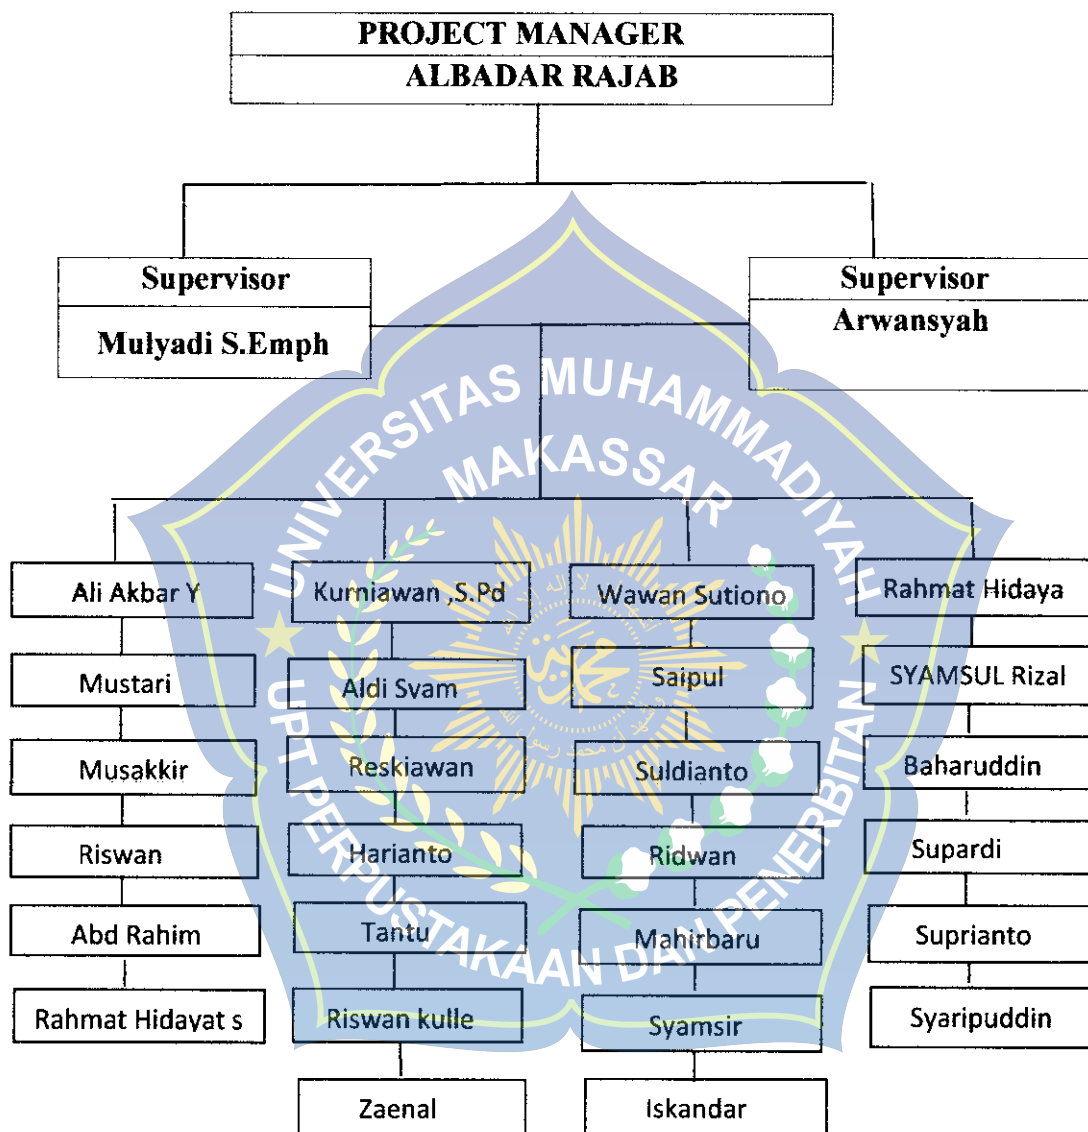 PROJECT MANAGER
ALBADAR RAJAB
Supervisor
Mulyadi S.Emph
Supervisor
Arwansyah
UNIVERSITAS MUHAMMADIYAH
MAKASSAR
UPT PERPUSTAKAAN DAN PENERBITAN
Ali Akbar Y
Mustari
Musakkir
Riswan
Abd Rahim
Rahmat Hidayat s
Kurniawan ,S.Pd
Aldi Svam
Reskiawan
Harianto
Tantu
Riswan kulle
Zaenal
Wawan Sutiono
Saipul
Suldianto
Ridwan
Mahirbaru
Syamsir
Iskandar
Rahmat Hidaya
SYAMSUL Rizal
Baharuddin
Supardi
Suprianto
Syaripuddin